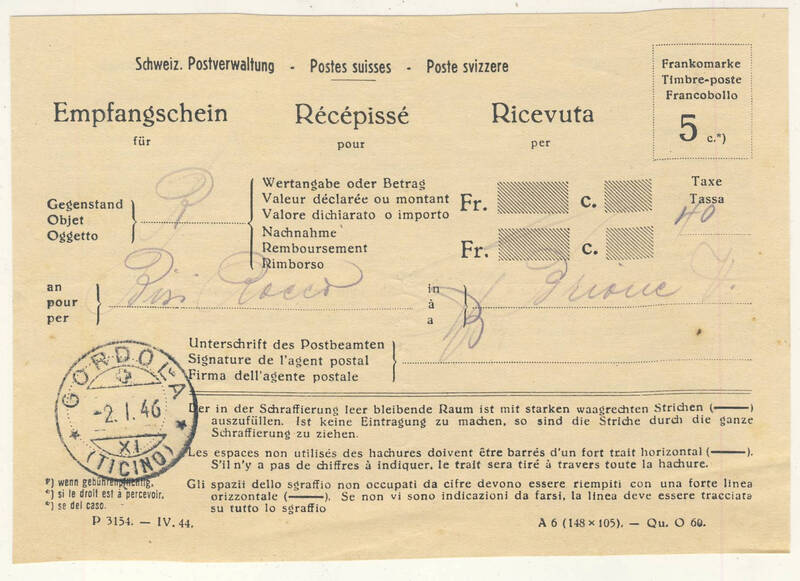 Schweiz. Postverwaltung - Postes suisses - Poste svizzere
Frankomarke
Timbre-poste
Francobollo
5 c.*)
Empfangschein Récépissé Ricevuta
für pour per
Gegenstand
Objet
Oggetto
R
Wertangabe oder Betrag
Valeur déclarée ou montant
Valore dichiarato o importo
Fr. c.
Nachnahme
Remboursement
Rimborso
Fr. c.
Taxe
Tassa
40
an
pour
per
Bisi Rocco
in
à
a
Brione V.
Unterschrift des Postbeamten
Signature de l'agent postal
Firma dell'agente postale
GORDOLA
-2.I.46
XI
(TICINO)
Der in der Schraffierung leer bleibende Raum ist mit starken waagrechten Strichen (——)
auszufüllen. Ist keine Eintragung zu machen, so sind die Striche durch die ganze
Schraffierung zu ziehen.
Les espaces non utilisés des hachures doivent être barrés d'un fort trait horizontal (——).
S'il n'y a pas de chiffres à indiquer, le trait sera tiré à travers toute la hachure.
Gli spazii dello sgraffio non occupati da cifre devono essere riempiti con una forte linea
orizzontale (——). Se non vi sono indicazioni da farsi, la linea deve essere tracciata
su tutto lo sgraffio
*) wenn gebührenpflichtig.
*) si le droit est à percevoir.
*) se del caso.
P 3154. — IV. 44.
A 6 (148 × 105). — Qu. O 60.